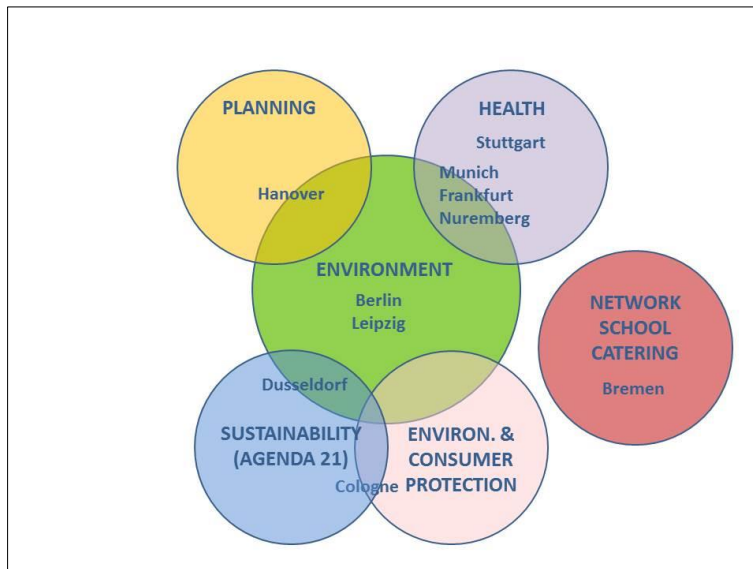 PLANNING
Hanover
HEALTH
Stuttgart
Munich
Frankfurt
Nuremberg
ENVIRONMENT
Berlin
Leipzig
NETWORK
SCHOOL
CATERING
Bremen
Dusseldorf
SUSTAINABILITY
(AGENDA 21)
Cologne
ENVIRON. &
CONSUMER
PROTECTION